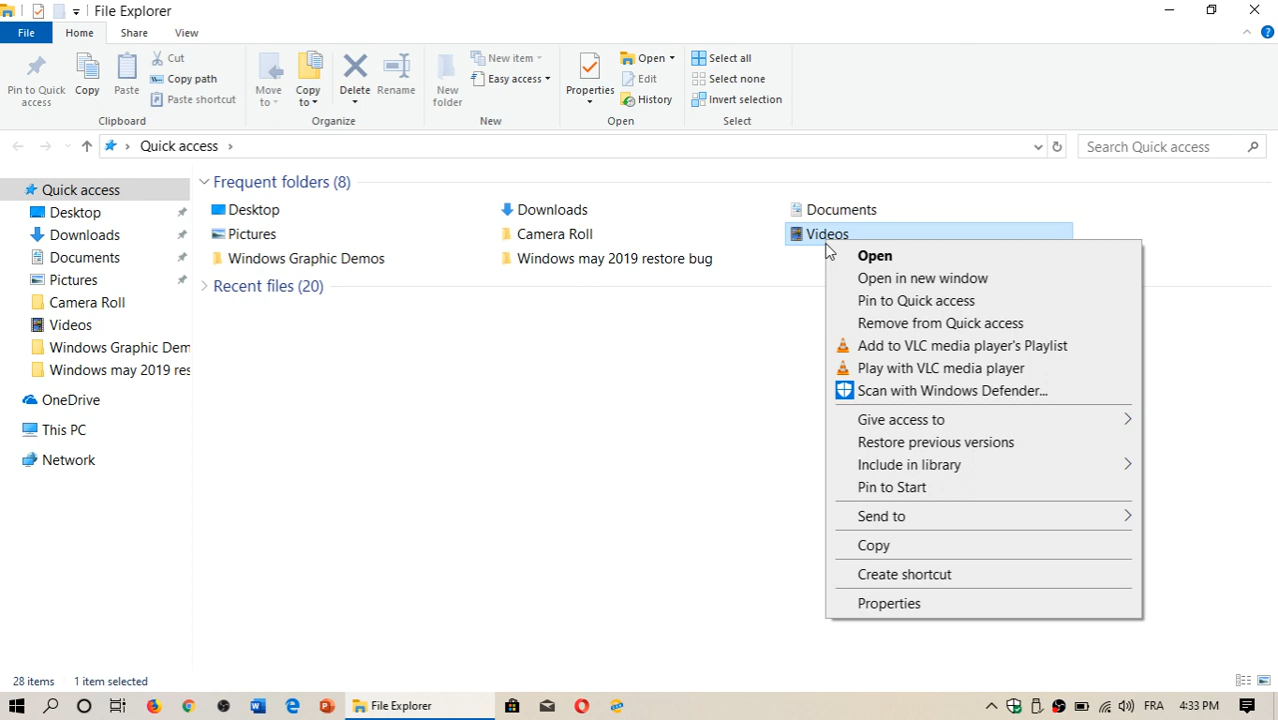 File Explorer
File Home Share View
Pin to Quick access
Copy
Paste
Cut
Copy path
Paste shortcut
Clipboard
Move to
Copy to
Delete
Rename
Organize
New folder
New item
Easy access
New
Properties
Open
Edit
History
Open
Select all
Select none
Invert selection
Select
Quick access
Search Quick access
Quick access
Desktop
Downloads
Documents
Pictures
Camera Roll
Videos
Windows Graphic Dem
Windows may 2019 res
OneDrive
This PC
Network
Frequent folders (8)
Desktop Downloads Documents
Pictures Camera Roll Videos
Windows Graphic Demos Windows may 2019 restore bug
Recent files (20)
Open
Open in new window
Pin to Quick access
Remove from Quick access
Add to VLC media player's Playlist
Play with VLC media player
Scan with Windows Defender...
Give access to
Restore previous versions
Include in library
Pin to Start
Send to
Copy
Create shortcut
Properties
28 items 1 item selected
File Explorer FRA 4:33 PM